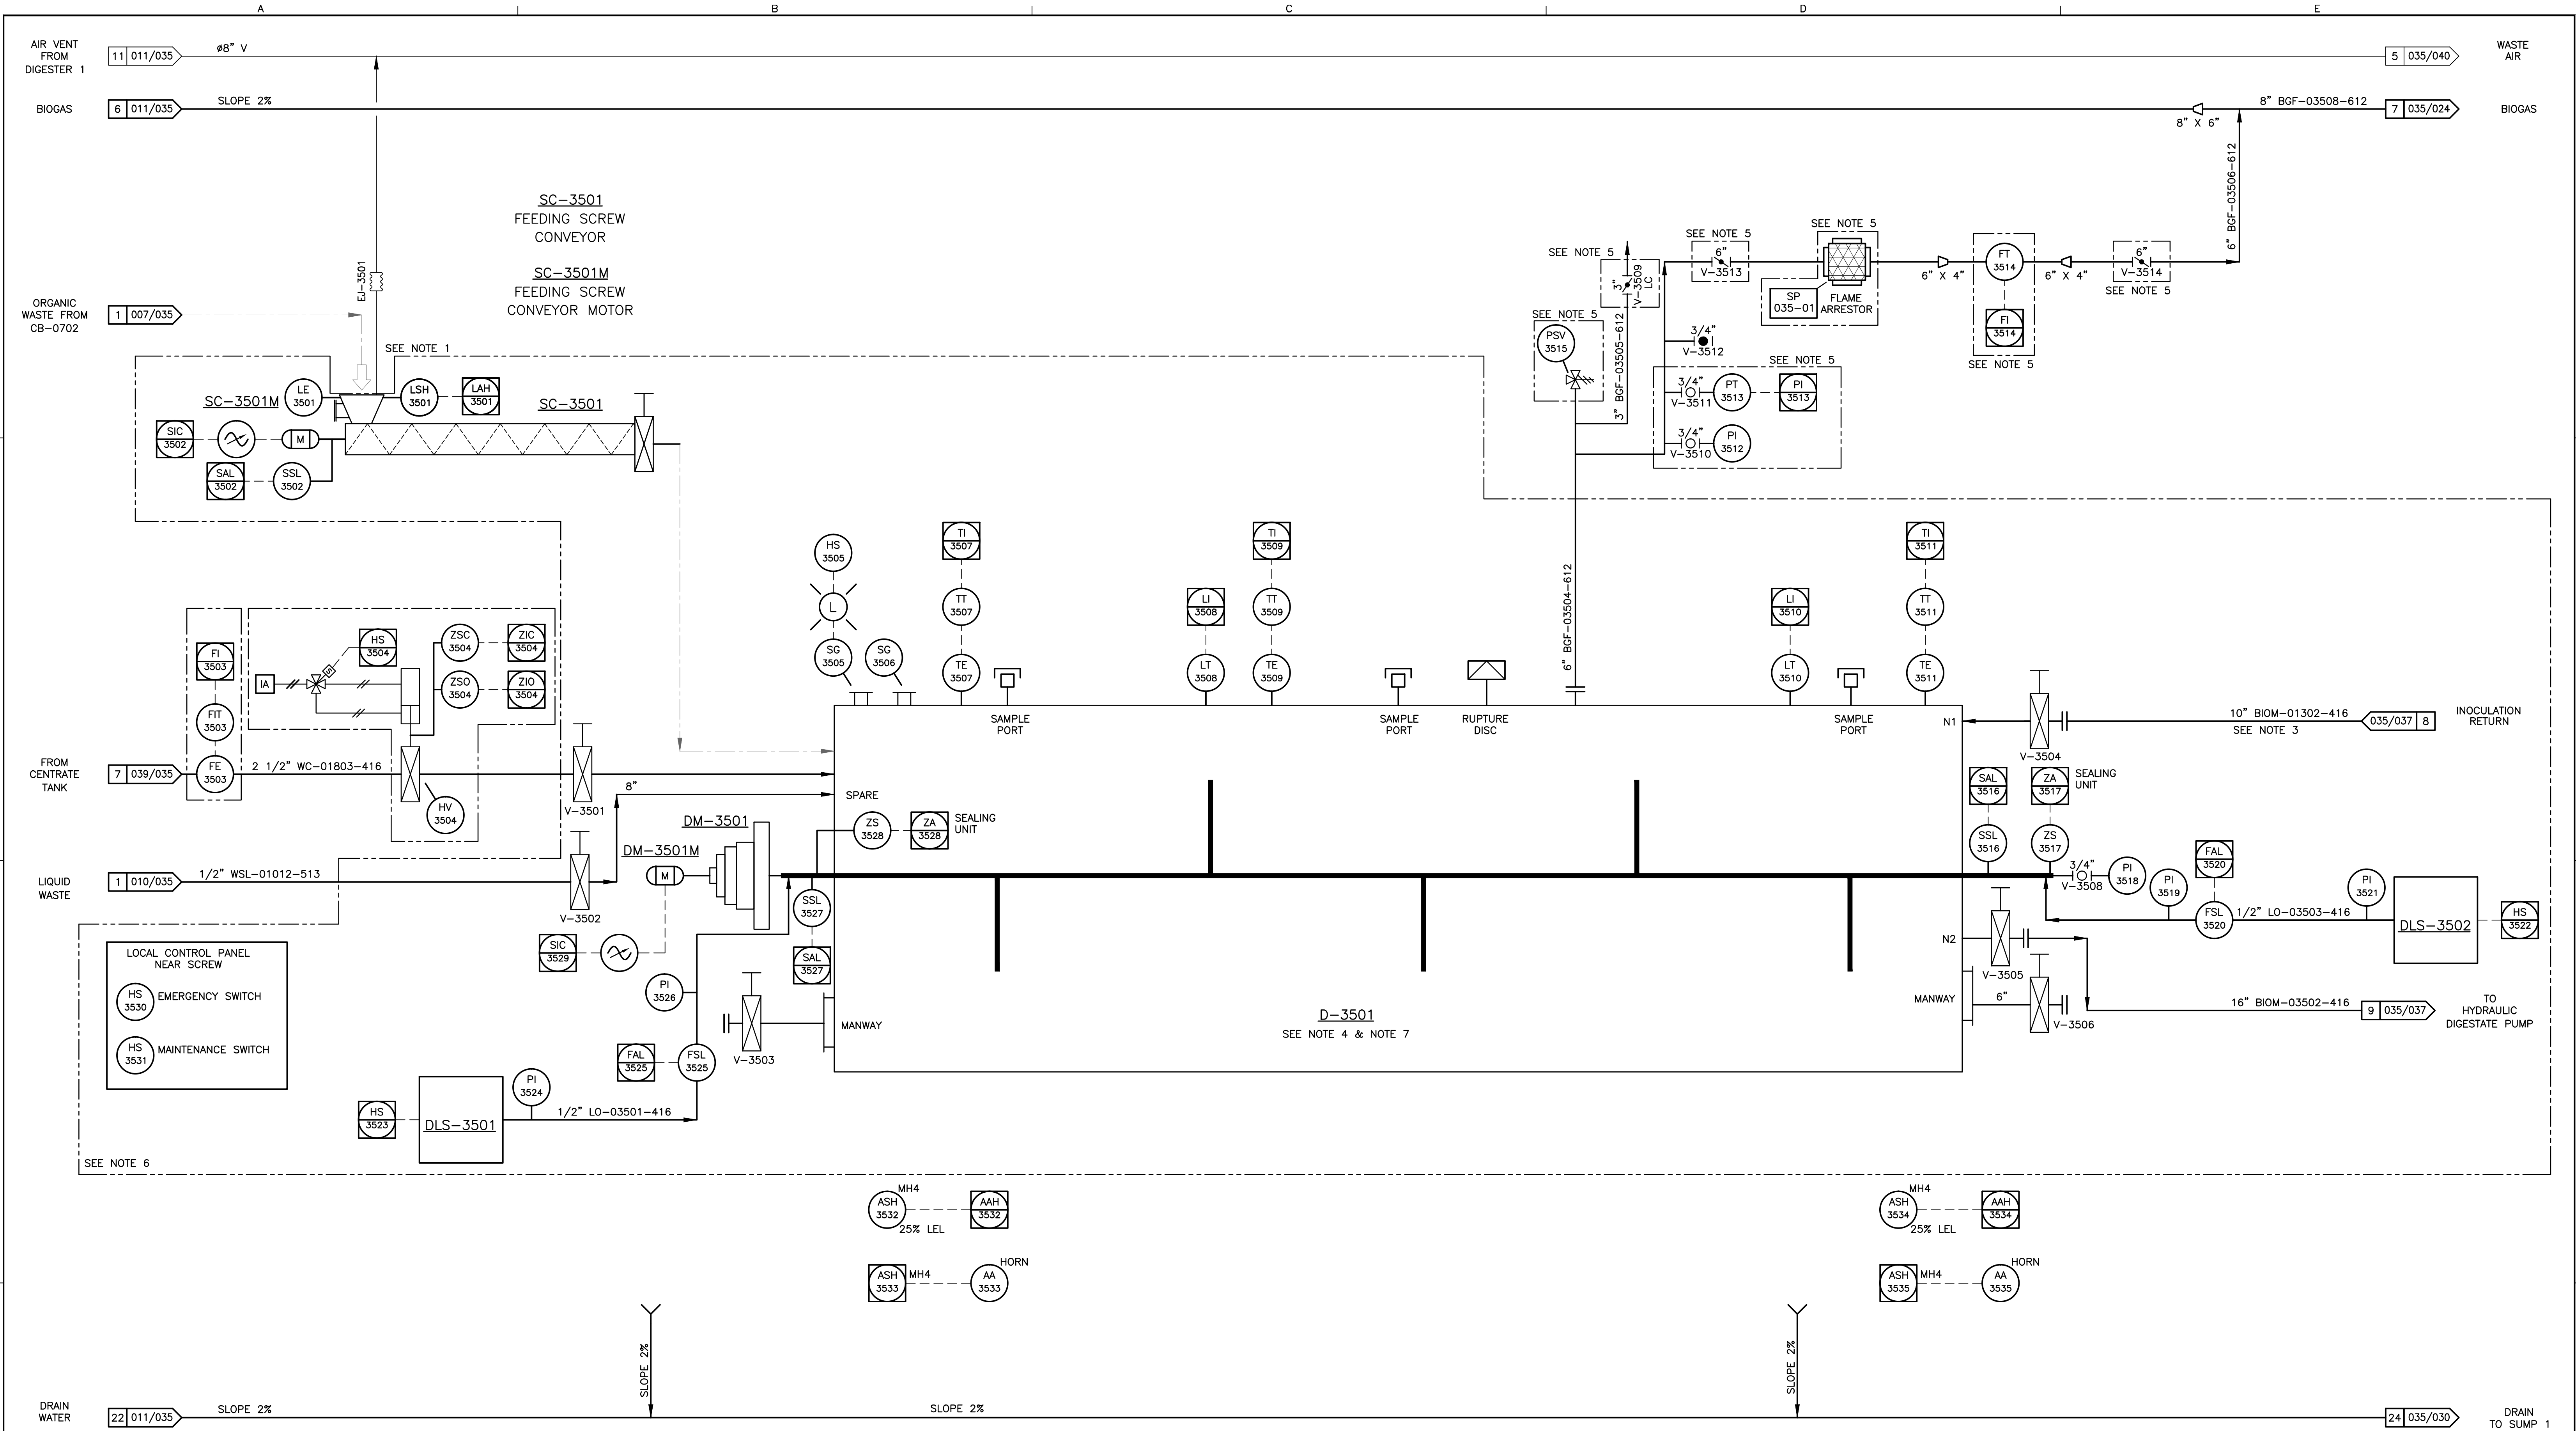 A
B
C
D
E
AIR VENT
FROM
DIGESTER 1
11 011/035
ø8" V
5 035/040
WASTE
AIR
BIOGAS
6 011/035
SLOPE 2%
8" X 6"
8" BGF-03508-612
7 035/024
BIOGAS
6" BGF-03506-612
SC-3501
FEEDING SCREW
CONVEYOR
SC-3501M
FEEDING SCREW
CONVEYOR MOTOR
EJ-3501
ORGANIC
WASTE FROM
CB-0702
1 007/035
SEE NOTE 1
SEE NOTE 5
3"
V-3509
LC
SEE NOTE 5
6"
V-3513
SEE NOTE 5
SP
035-01
FLAME
ARRESTOR
6" X 4"
FT
3514
FI
3514
SEE NOTE 5
6" X 4"
6"
V-3514
SEE NOTE 5
SEE NOTE 5
PSV
3515
3" BGF-03505-612
3/4"
V-3512
SEE NOTE 5
3/4"
V-3511
PT
3513
PI
3513
3/4"
V-3510
PI
3512
LE
3501
LSH
3501
LAH
3501
SC-3501M
SC-3501
SIC
3502
M
SAL
3502
SSL
3502
HS
3505
L
SG
3505
SG
3506
TI
3507
TT
3507
TE
3507
LI
3508
LT
3508
TI
3509
TT
3509
TE
3509
6" BGF-03504-612
LI
3510
LT
3510
TI
3511
TT
3511
TE
3511
SAMPLE
PORT
SAMPLE
PORT
RUPTURE
DISC
SAMPLE
PORT
FI
3503
FIT
3503
FE
3503
IA
S
HS
3504
ZSC
3504
ZIC
3504
ZSO
3504
ZIO
3504
HV
3504
FROM
CENTRATE
TANK
7 039/035
2 1/2" WC-01803-416
V-3501
8"
SPARE
N1
V-3504
10" BIOM-01302-416
SEE NOTE 3
035/037 8
INOCULATION
RETURN
DM-3501
DM-3501M
M
ZS
3528
ZA
3528
SEALING
UNIT
SAL
3516
SSL
3516
ZA
3517
SEALING
UNIT
ZS
3517
3/4"
V-3508
PI
3518
PI
3519
FAL
3520
FSL
3520
1/2" LO-03503-416
PI
3521
DLS-3502
HS
3522
LIQUID
WASTE
1 010/035
1/2" WSL-01012-513
V-3502
SSL
3527
SAL
3527
SIC
3529
PI
3526
V-3503
MANWAY
D-3501
SEE NOTE 4 & NOTE 7
N2
V-3505
MANWAY
6"
V-3506
16" BIOM-03502-416
9 035/037
TO
HYDRAULIC
DIGESTATE PUMP
LOCAL CONTROL PANEL
NEAR SCREW
HS
3530
EMERGENCY SWITCH
HS
3531
MAINTENANCE SWITCH
FAL
3525
FSL
3525
HS
3523
DLS-3501
PI
3524
1/2" LO-03501-416
SEE NOTE 6
ASH
3532
MH4
25% LEL
AAH
3532
ASH
3533
MH4
AA
3533
HORN
ASH
3534
MH4
25% LEL
AAH
3534
ASH
3535
MH4
AA
3535
HORN
SLOPE 2%
SLOPE 2%
DRAIN
WATER
22 011/035
SLOPE 2%
SLOPE 2%
24 035/030
DRAIN
TO SUMP 1